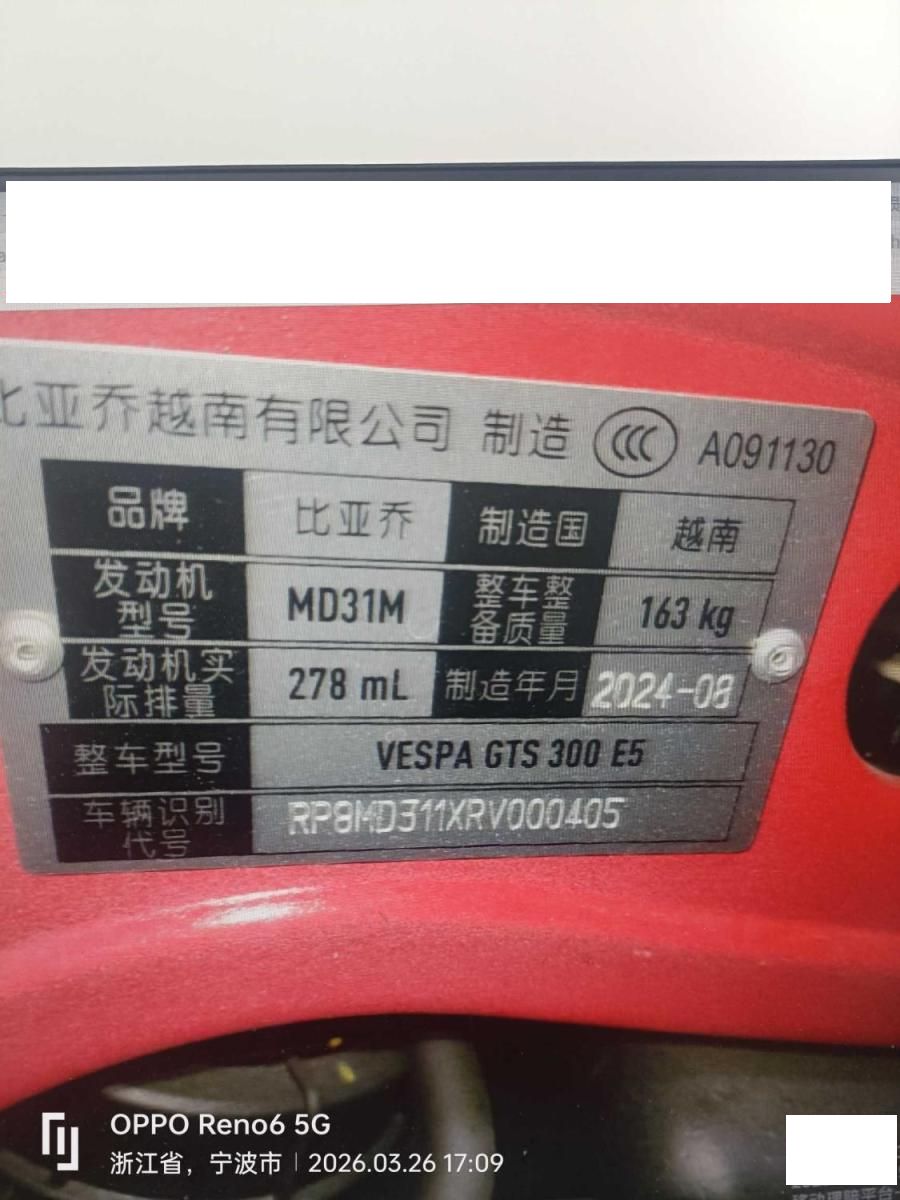 比亚乔越南有限公司 制造 CCC A091130
品牌 比亚乔 制造国 越南
发动机型号 MD31M 整车整备质量 163 kg
发动机实际排量 278 mL 制造年月 2024-08
整车型号 VESPA GTS 300 E5
车辆识别代号 RP8MD311XRV000405
OPPO Reno6 5G
浙江省，宁波市 | 2026.03.26 17:09